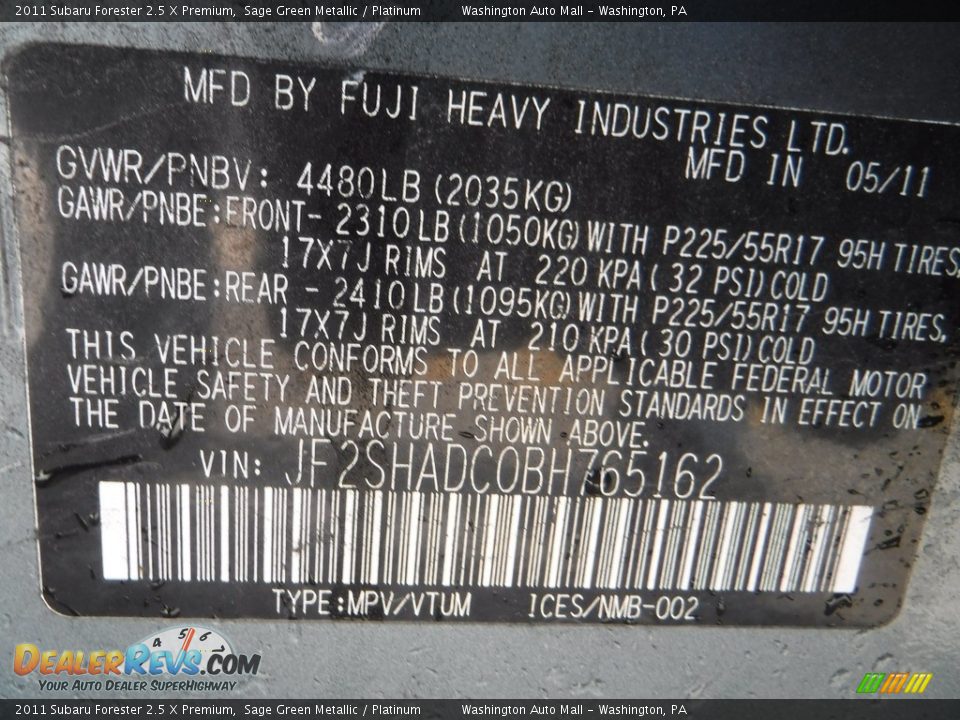 2011 Subaru Forester 2.5 X Premium, Sage Green Metallic / Platinum Washington Auto Mall - Washington, PA
MFD BY FUJI HEAVY INDUSTRIES LTD.
MFD IN 05/11
GVWR/PNBV: 4480LB (2035KG)
GAWR/PNBE:FRONT- 2310LB(1050KG)WITH P225/55R17 95H TIRES,
17X7J RIMS AT 220 KPA( 32 PSI)COLD
GAWR/PNBE:REAR - 2410LB(1095KG)WITH P225/55R17 95H TIRES,
17X7J RIMS AT 210 KPA( 30 PSI)COLD
THIS VEHICLE CONFORMS TO ALL APPLICABLE FEDERAL MOTOR
VEHICLE SAFETY AND THEFT PREVENTION STANDARDS IN EFFECT ON
THE DATE OF MANUFACTURE SHOWN ABOVE.
VIN: JF2SHADC0BH765162
TYPE:MPV/VTUM ICES/NMB-002
4 5 6
DEALERREVS.COM
YOUR AUTO DEALER SUPERHIGHWAY
2011 Subaru Forester 2.5 X Premium, Sage Green Metallic / Platinum Washington Auto Mall - Washington, PA